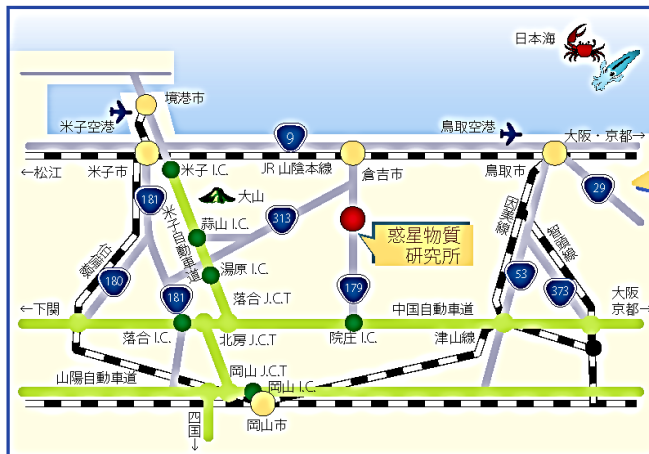 日本海
境港市
米子空港
鳥取空港
9
大阪・京都→
米子 I.C.
JR 山陰本線
←松江
米子市
倉吉市
鳥取市
181
大山
29
米子自動車道
蒜山 I.C.
313
因美線
智頭線
惑星物質
研究所
伯備線
湯原 I.C.
180
181
179
53
373
落合 J.C.T
←下関
中国自動車道
大阪
京都→
落合 I.C.
北房 J.C.T
院庄 I.C.
津山線
岡山 J.C.T
山陽自動車道
岡山 I.C.
岡山市
四国→